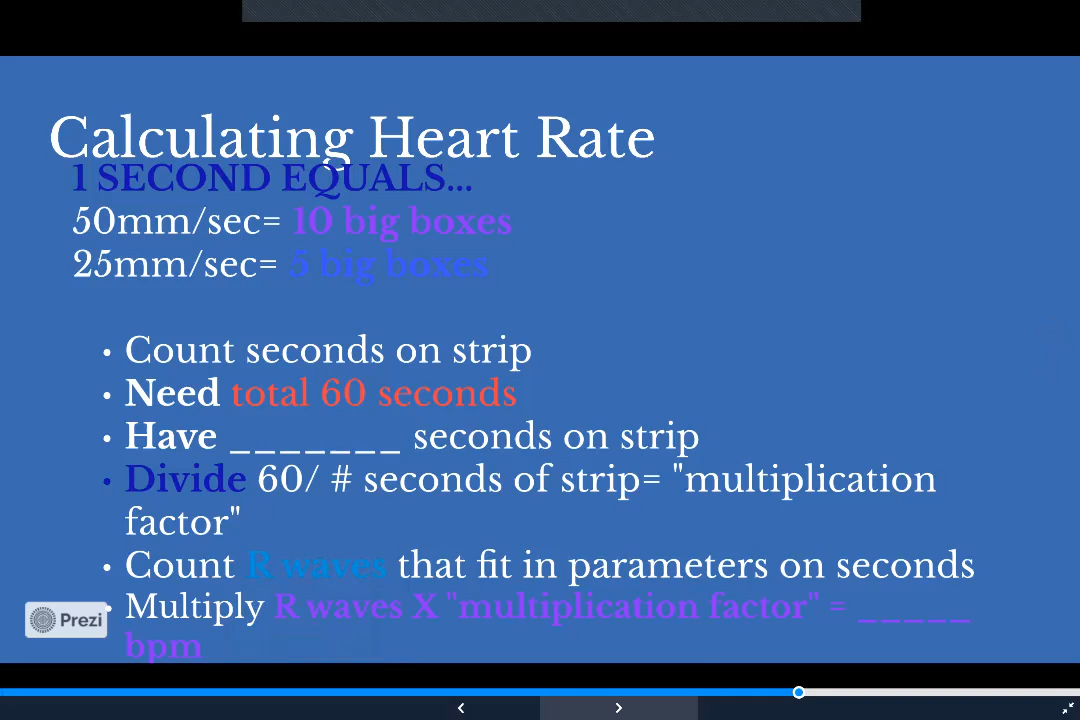 Calculating Heart Rate
1 SECOND EQUALS...
50mm/sec= 10 big boxes
25mm/sec= 5 big boxes
• Count seconds on strip
• Need total 60 seconds
• Have _______ seconds on strip
• Divide 60/ # seconds of strip= "multiplication
factor"
• Count R waves that fit in parameters on seconds
• Multiply R waves X "multiplication factor" = _____
bpm
Prezi